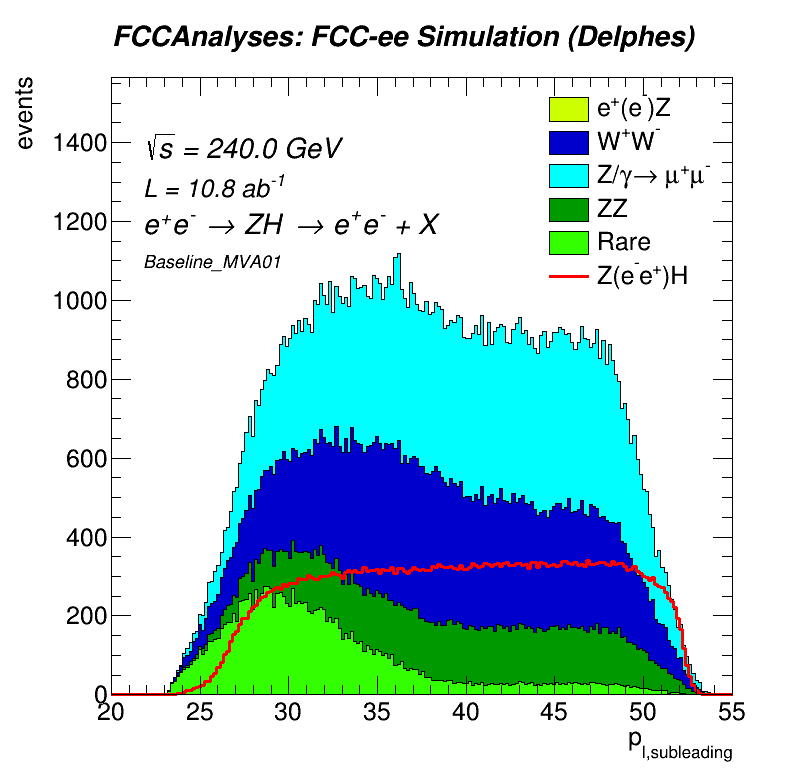 FCCAnalyses: FCC-ee Simulation (Delphes)
events
√s = 240.0 GeV
L = 10.8 ab⁻¹
e⁺e⁻ → ZH → e⁺e⁻ + X
Baseline_MVA01
e⁺(e⁻)Z
W⁺W⁻
Z/γ→ μ⁺μ⁻
ZZ
Rare
Z(e⁻e⁺)H
1400
1200
1000
800
600
400
200
0
20 25 30 35 40 45 50 55
p_l,subleading